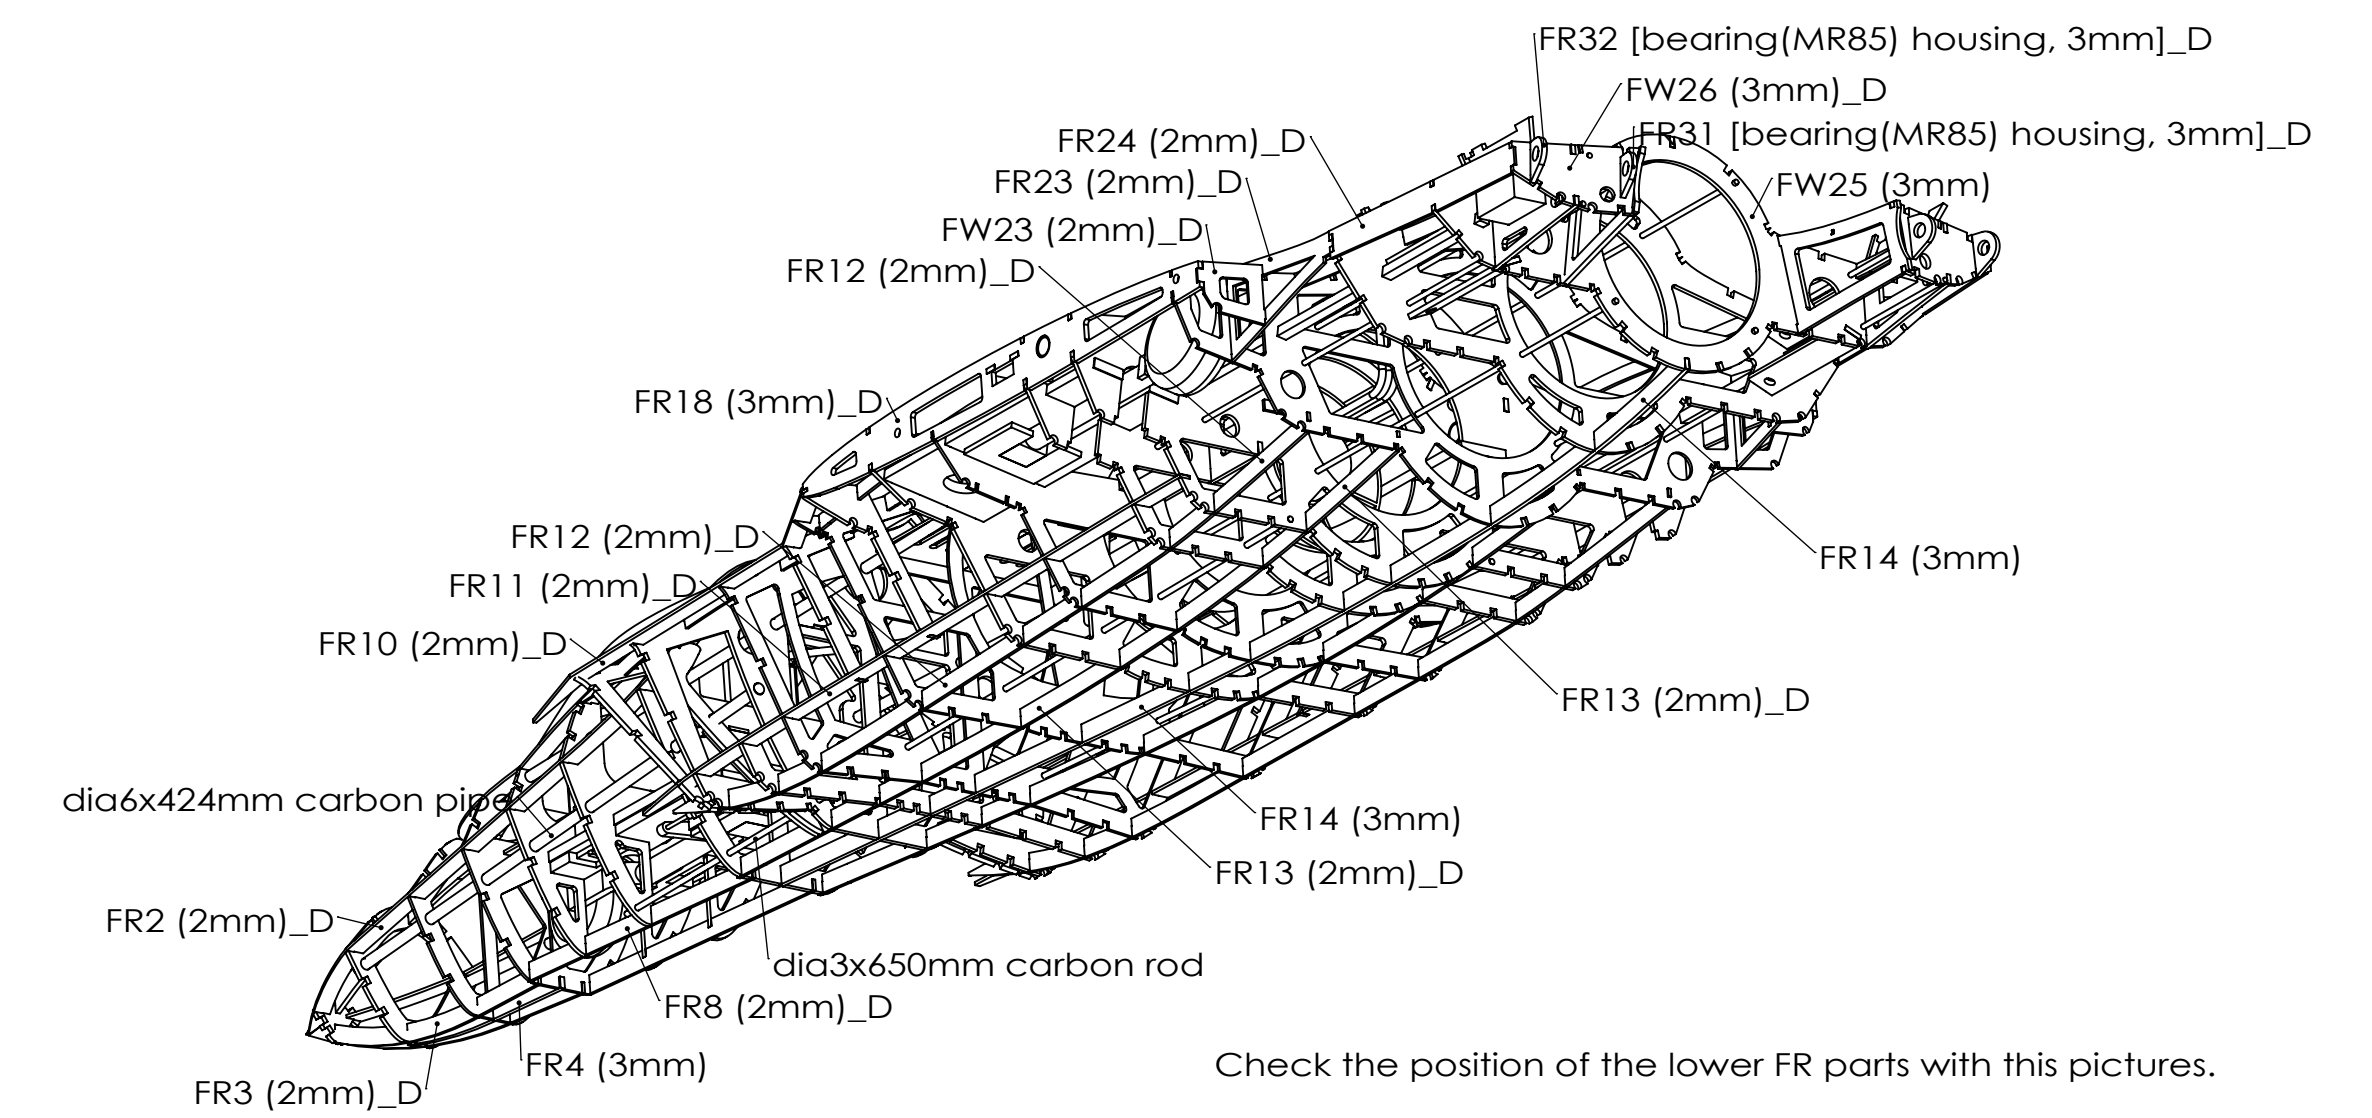 FR32 [bearing(MR85) housing, 3mm]_D
FW26 (3mm)_D
FR31 [bearing(MR85) housing, 3mm]_D
FR24 (2mm)_D
FR23 (2mm)_D
FW25 (3mm)
FW23 (2mm)_D
FR12 (2mm)_D
FR18 (3mm)_D
FR12 (2mm)_D
FR14 (3mm)
FR11 (2mm)_D
FR10 (2mm)_D
FR13 (2mm)_D
dia6x424mm carbon pipe
FR14 (3mm)
FR13 (2mm)_D
FR2 (2mm)_D
dia3x650mm carbon rod
FR8 (2mm)_D
FR4 (3mm)
FR3 (2mm)_D
Check the position of the lower FR parts with this pictures.